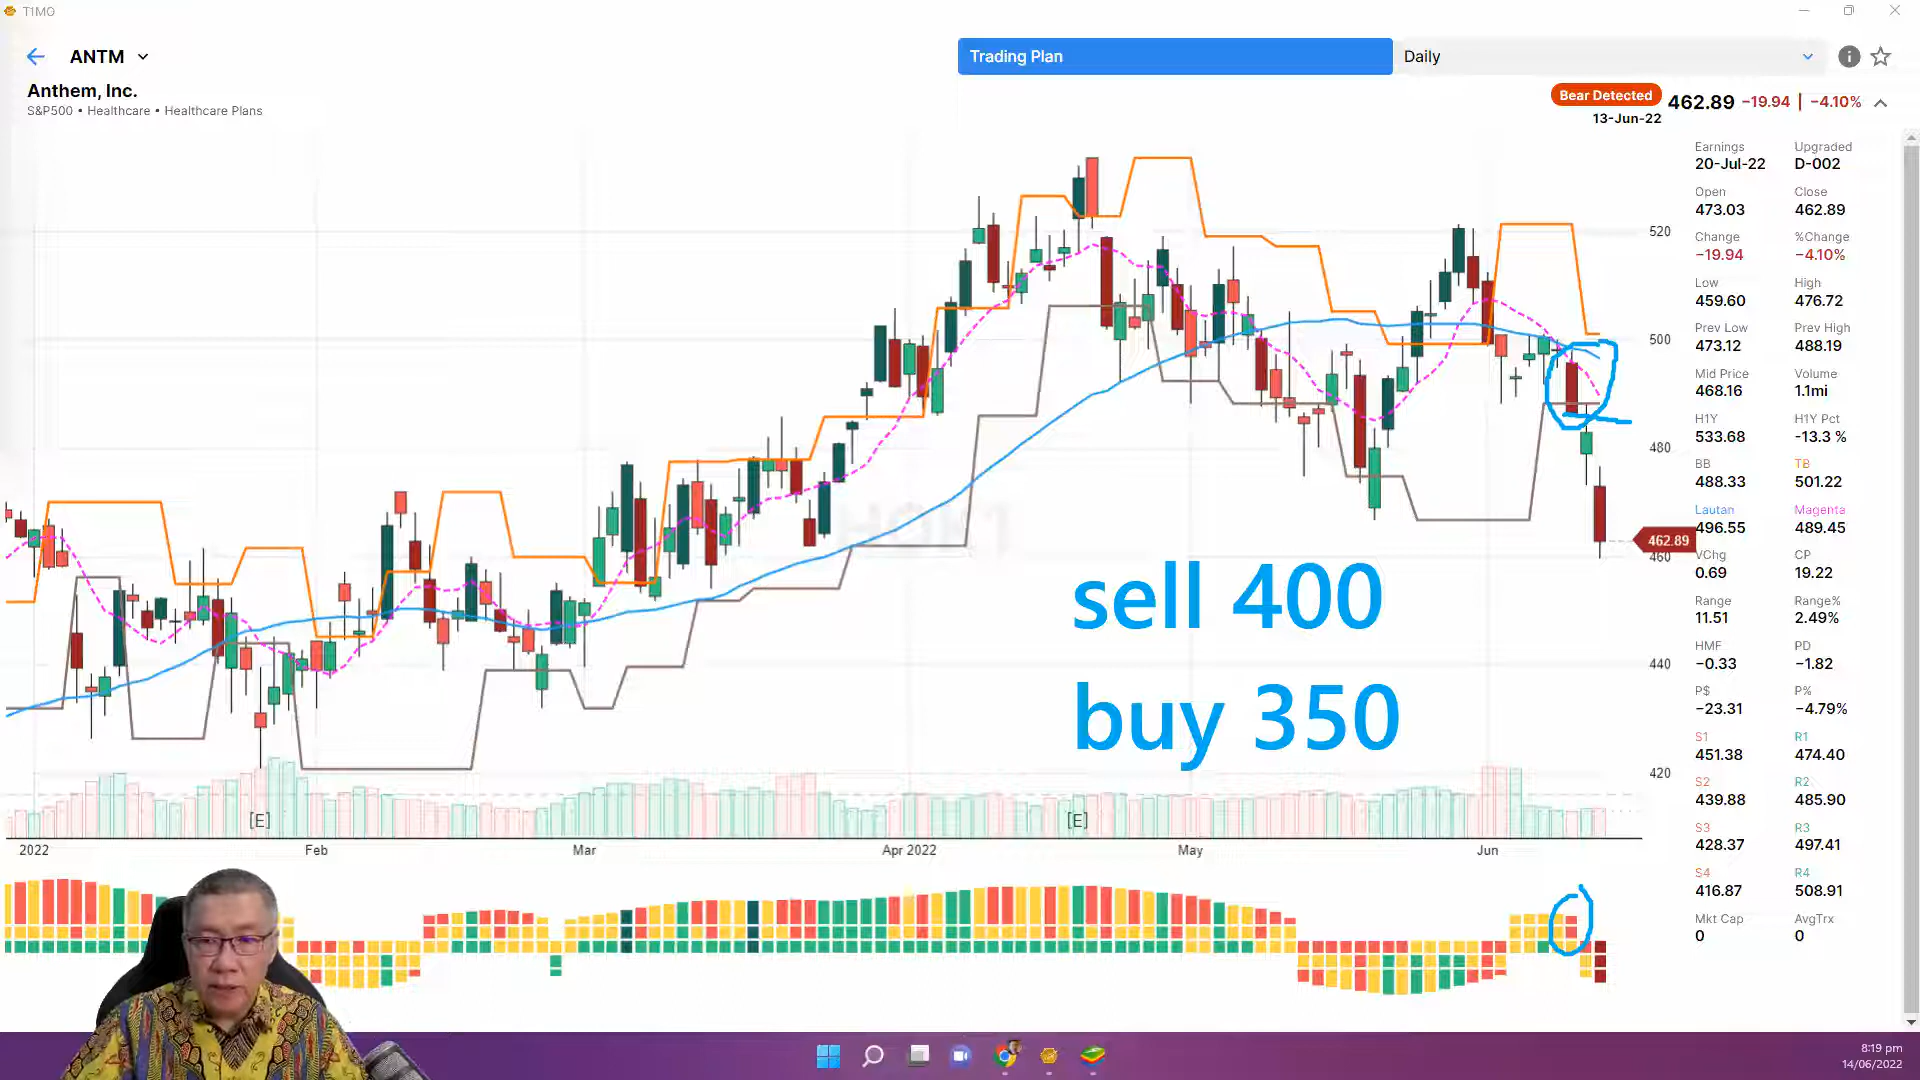 T1MO
ANTM
Trading Plan
Daily
Anthem, Inc.
S&P500 • Healthcare • Healthcare Plans
Bear Detected
462.89 −19.94 | −4.10%
13-Jun-22
Earnings Upgraded
20-Jul-22 D-002
Open Close
473.03 462.89
Change %Change
−19.94 −4.10%
Low High
459.60 476.72
Prev Low Prev High
473.12 488.19
Mid Price Volume
468.16 1.1mi
H1Y H1Y Pct
533.68 -13.3 %
BB TB
488.33 501.22
Lautan Magenta
496.55 489.45
VChg CP
0.69 19.22
Range Range%
11.51 2.49%
HMF PD
−0.33 −1.82
P$ P%
−23.31 −4.79%
S1 R1
451.38 474.40
S2 R2
439.88 485.90
S3 R3
428.37 497.41
S4 R4
416.87 508.91
Mkt Cap AvgTrx
0 0
520
500
480
462.89
460
440
420
sell 400
buy 350
[E] [E]
2022 Feb Mar Apr 2022 May Jun
8:19 pm
14/06/2022